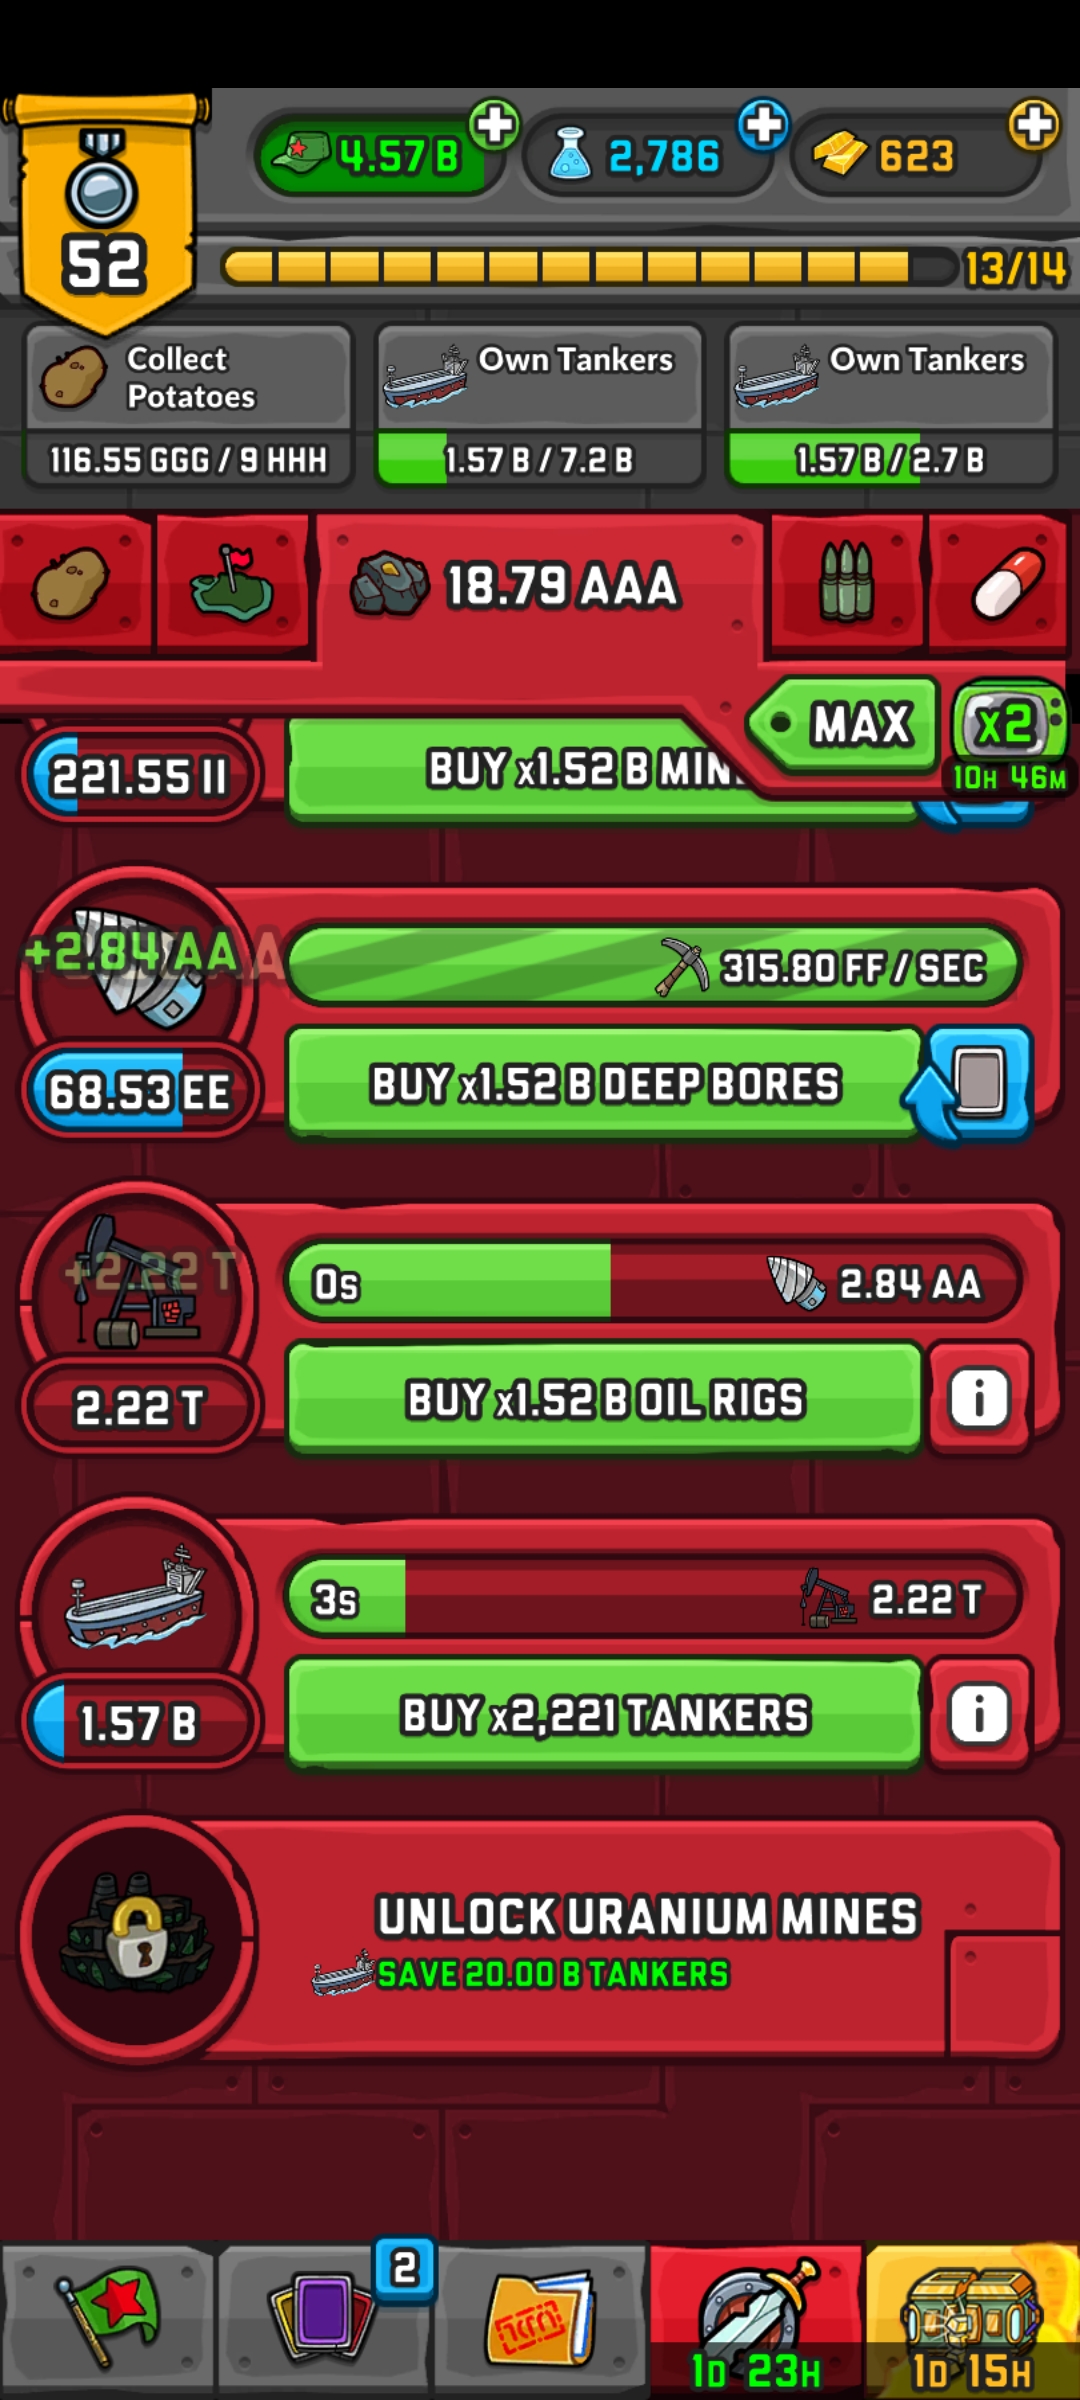 4.57 B
2,786
623
52
13/14
Collect
Potatoes
116.55 GGG / 9 HHH
Own Tankers
1.57 B / 7.2 B
Own Tankers
1.57 B / 2.7 B
18.79 AAA
MAX
x2
10H 46M
221.55 II
BUY x1.52 B MIN
+2.84 AA
315.80 FF / SEC
68.53 EE
BUY x1.52 B DEEP BORES
+2.22 T
0s
2.84 AA
2.22 T
BUY x1.52 B OIL RIGS
i
3s
2.22 T
1.57 B
BUY x2,221 TANKERS
i
UNLOCK URANIUM MINES
SAVE 20.00 B TANKERS
2
1D 23H
1D 15H